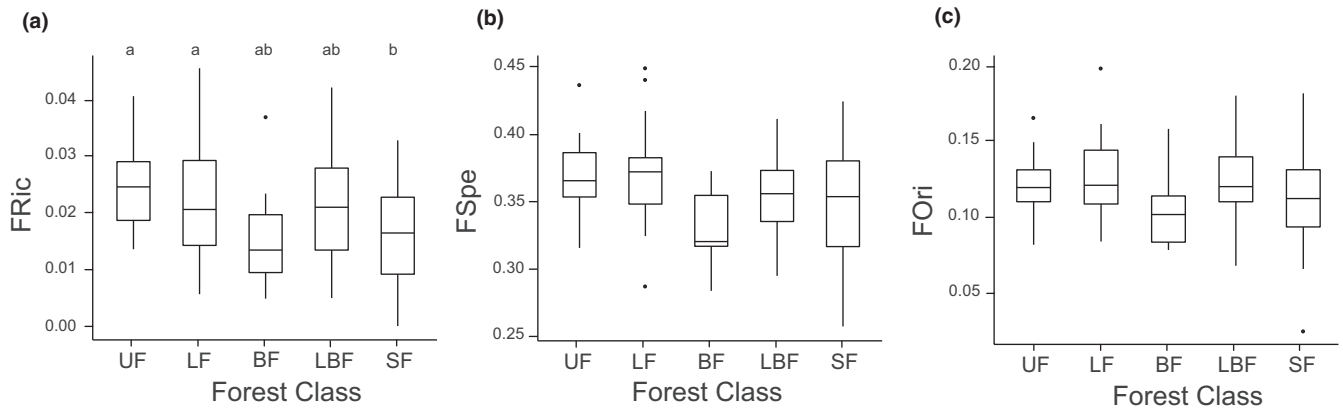 (a)
a a ab ab b
FRic
0.04
0.03
0.02
0.01
0.00
UF LF BF LBF SF
Forest Class
(b)
FSpe
0.45
0.40
0.35
0.30
0.25
UF LF BF LBF SF
Forest Class
(c)
FOri
0.20
0.15
0.10
0.05
UF LF BF LBF SF
Forest Class